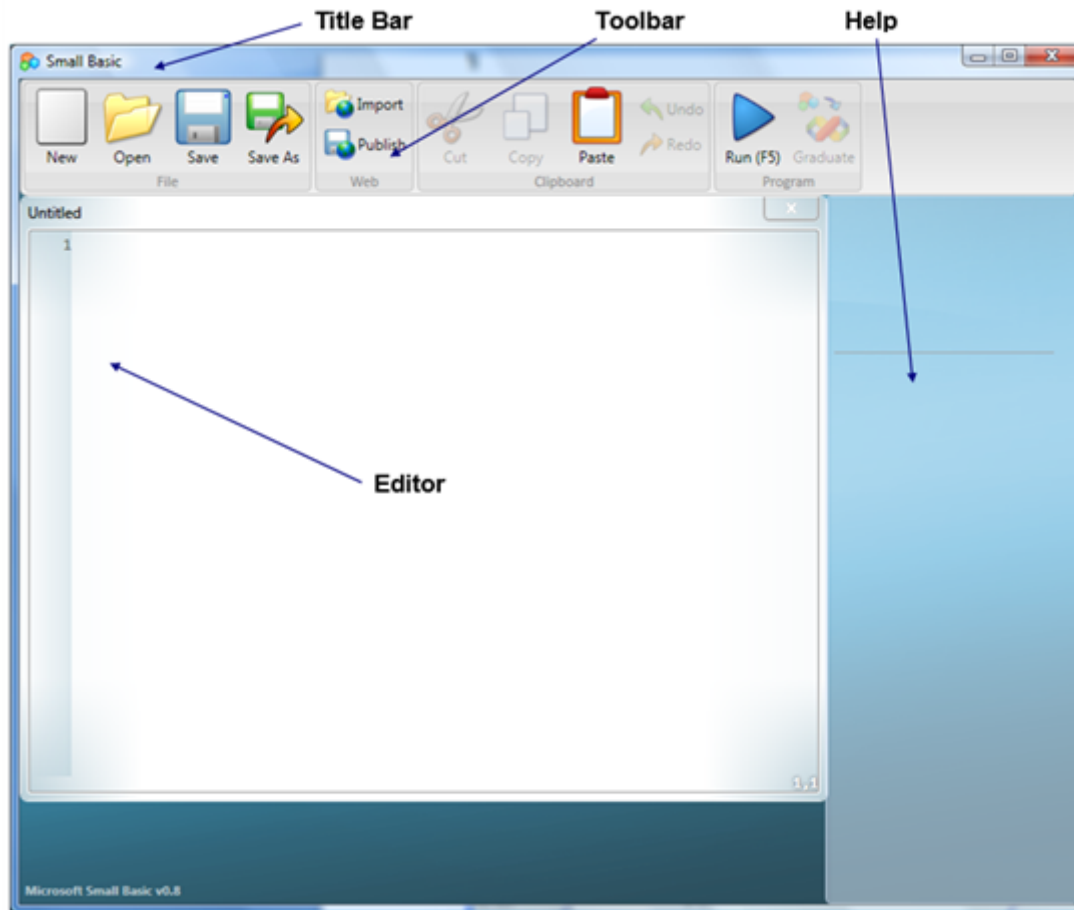 Title Bar Toolbar Help
Small Basic
Import
Publish
Undo
Redo
New Open Save Save As Cut Copy Paste Run (F5) Graduate
File Web Clipboard Program
Untitled
1
Editor
1,1
Microsoft Small Basic v0.8